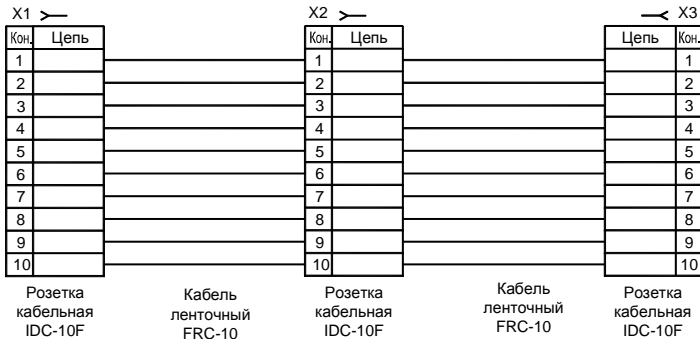 X1 X2 X3
Кон. Цепь Кон. Цепь Цепь Кон.
1 1 1
2 2 2
3 3 3
4 4 4
5 5 5
6 6 6
7 7 7
8 8 8
9 9 9
10 10 10
Розетка
кабельная
IDC-10F
Кабель
ленточный
FRC-10
Розетка
кабельная
IDC-10F
Кабель
ленточный
FRC-10
Розетка
кабельная
IDC-10F